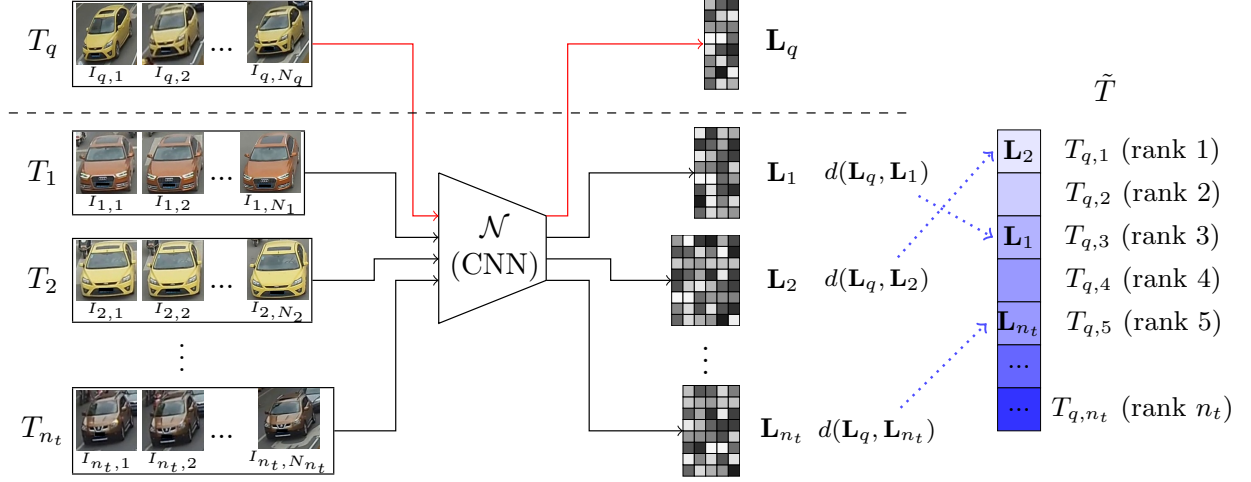 T_q I_{q,1} I_{q,2} ... I_{q,N_q} L_q
T̃
T_1 I_{1,1} I_{1,2} ... I_{1,N_1} L_1 d(L_q, L_1)
𝒩
(CNN)
T_2 I_{2,1} I_{2,2} ... I_{2,N_2} L_2 d(L_q, L_2)
⋮ ⋮
T_{n_t} I_{n_t,1} I_{n_t,2} ... I_{n_t,N_{n_t}} L_{n_t} d(L_q, L_{n_t})
L_2 T_{q,1} (rank 1)
T_{q,2} (rank 2)
L_1 T_{q,3} (rank 3)
T_{q,4} (rank 4)
L_{n_t} T_{q,5} (rank 5)
...
... T_{q,n_t} (rank n_t)